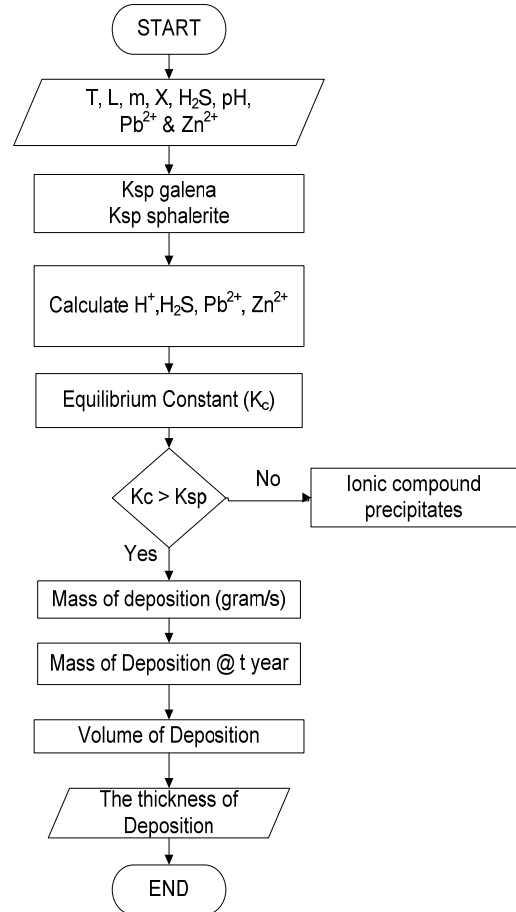 START
T, L, m, X, H₂S, pH,
Pb²⁺ & Zn²⁺
Ksp galena
Ksp sphalerite
Calculate H⁺,H₂S, Pb²⁺, Zn²⁺
Equilibrium Constant (K꜀)
Kc > Ksp
No
Ionic compound
precipitates
Yes
Mass of deposition (gram/s)
Mass of Deposition @ t year
Volume of Deposition
The thickness of
Deposition
END